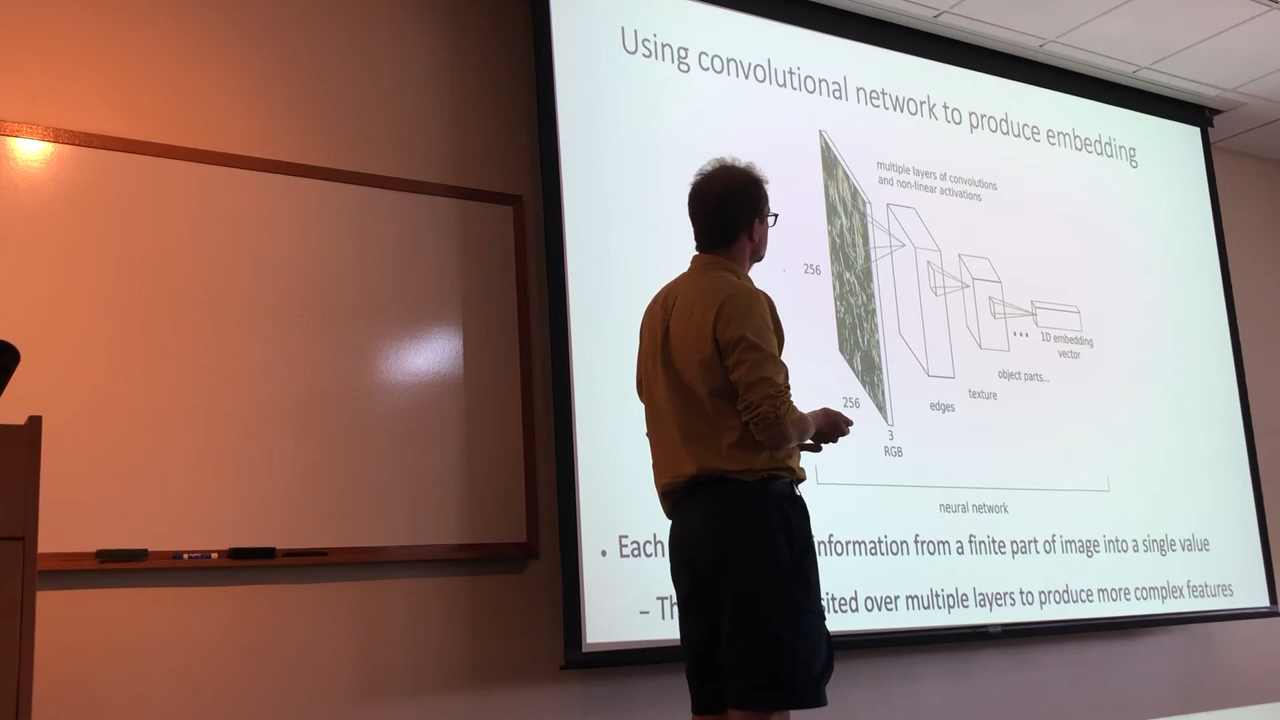 Using convolutional network to produce embedding
multiple layers of convolutions
and non-linear activations
256
256
3
RGB
edges
texture
object parts...
...
1D embedding
vector
neural network
• Each nformation from a finite part of image into a single value
– Th sited over multiple layers to produce more complex features